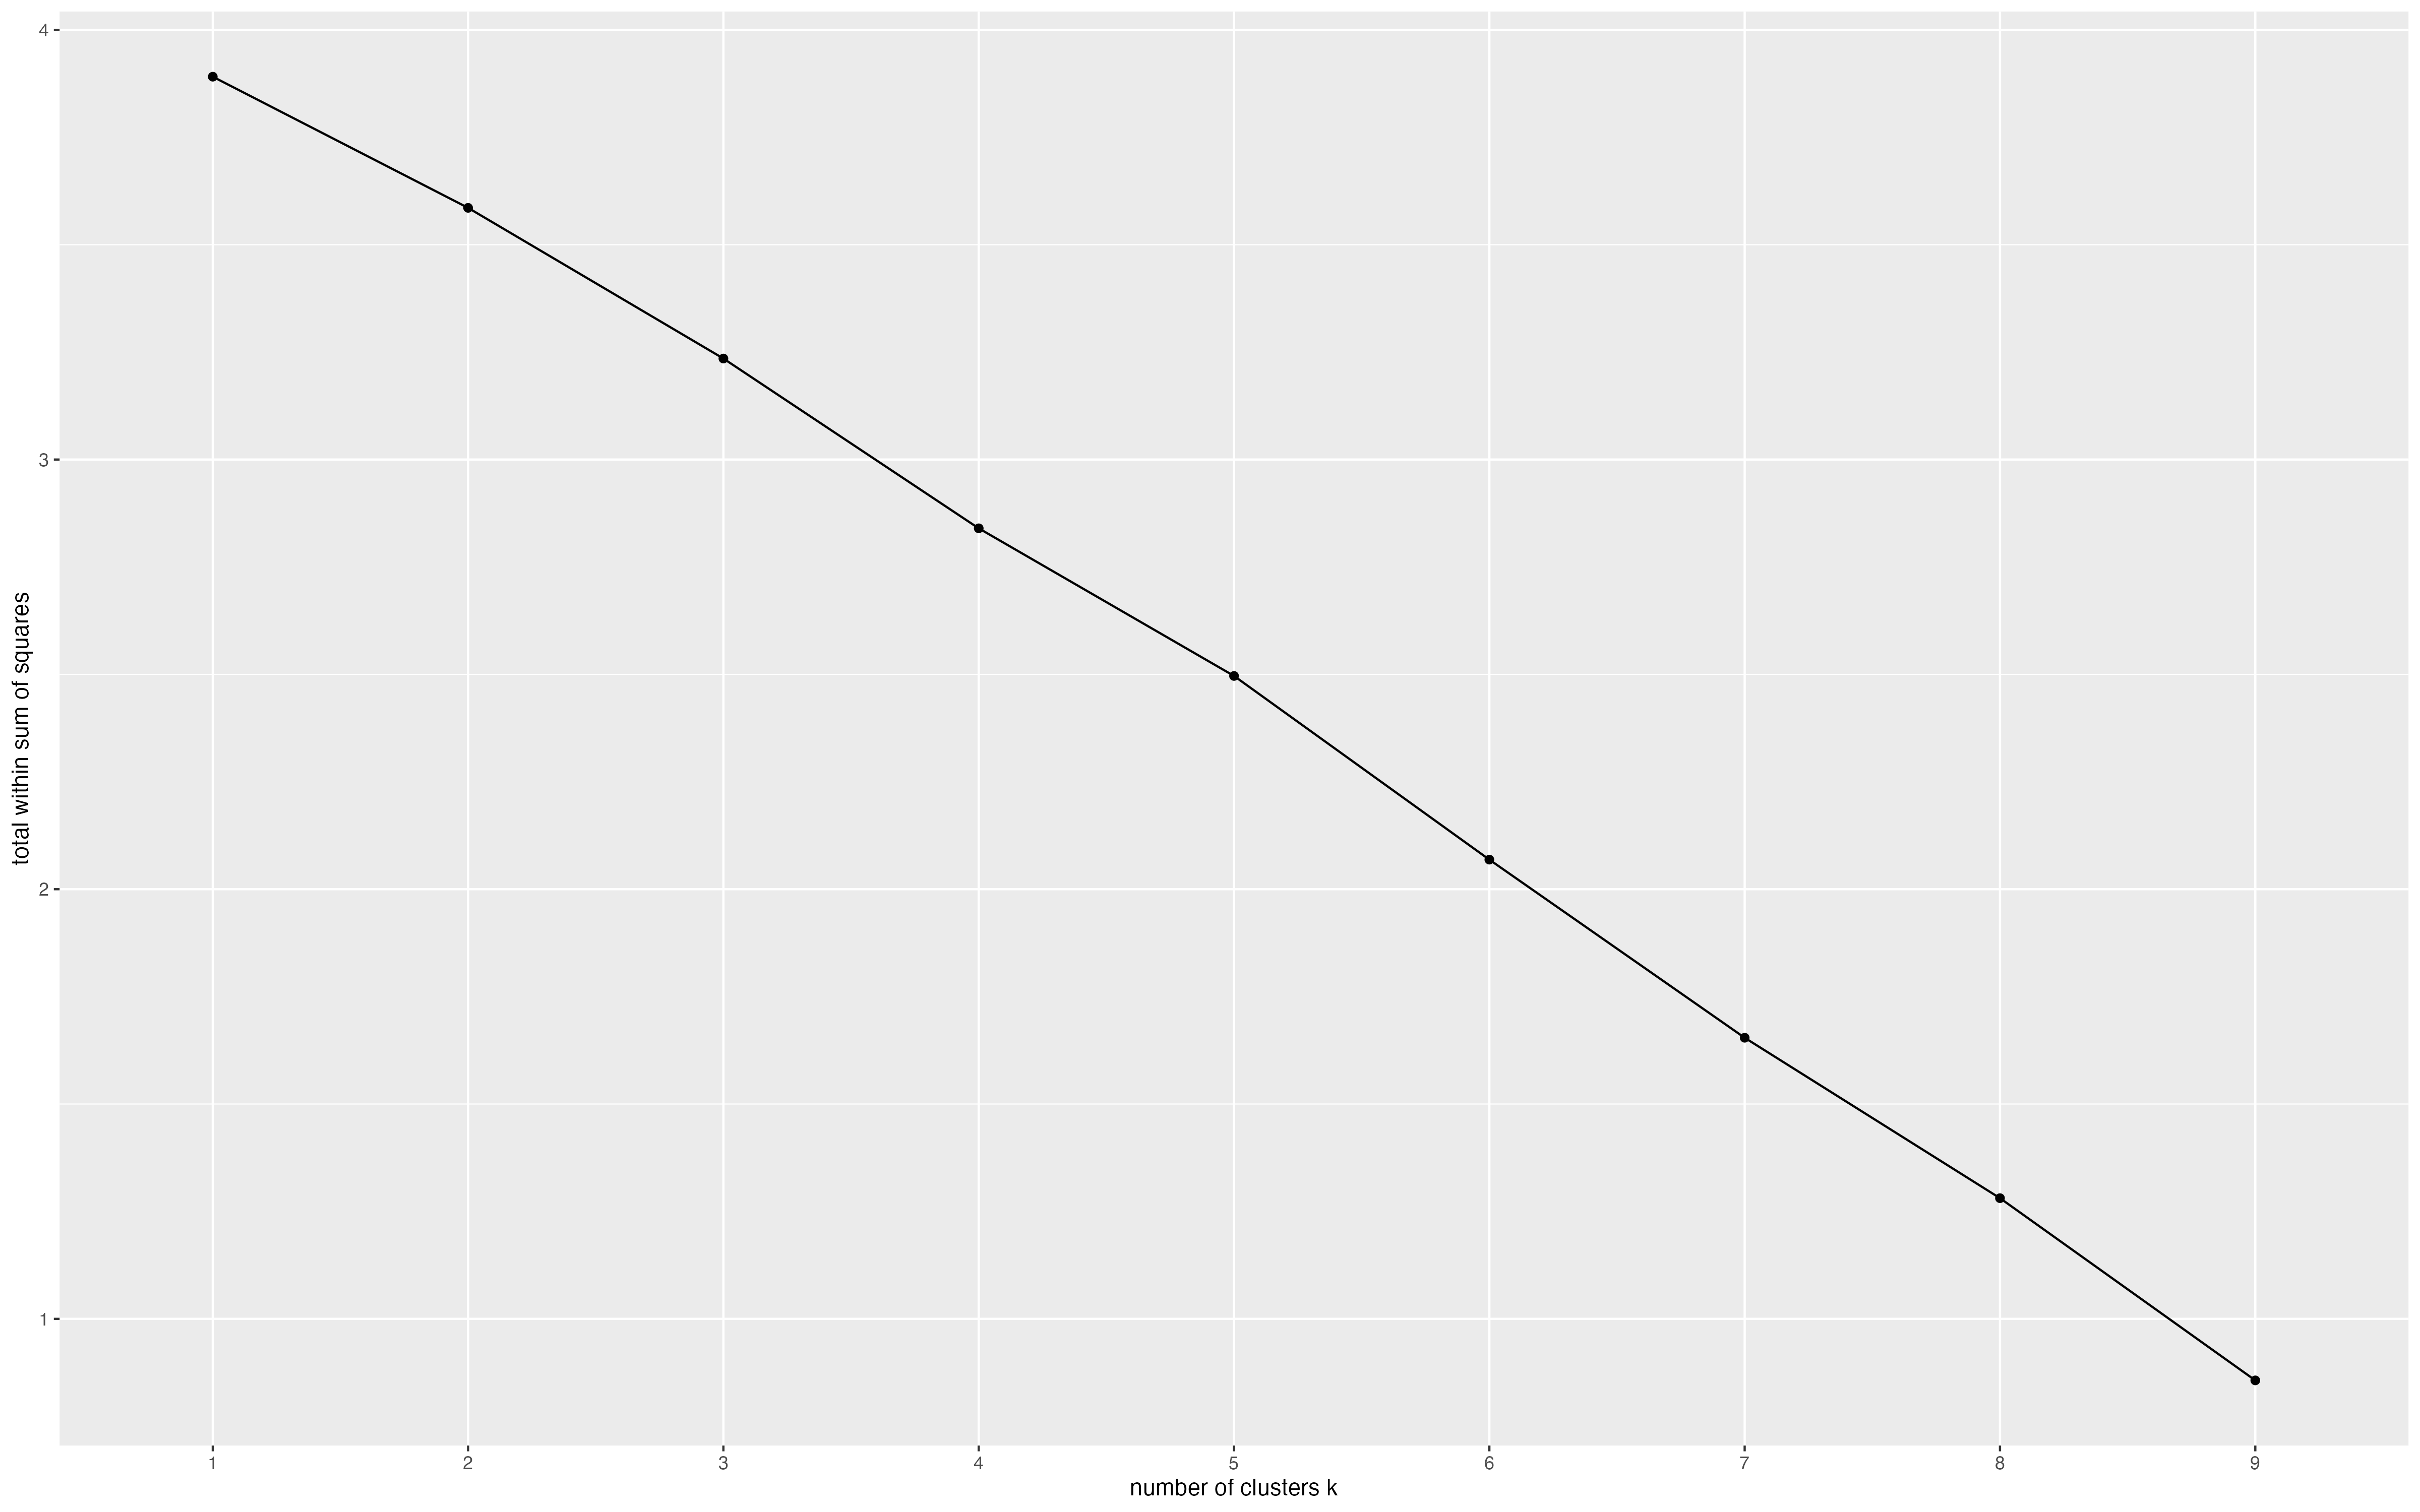 total within sum of squares
4
3
2
1
1 2 3 4 5 6 7 8 9
number of clusters k